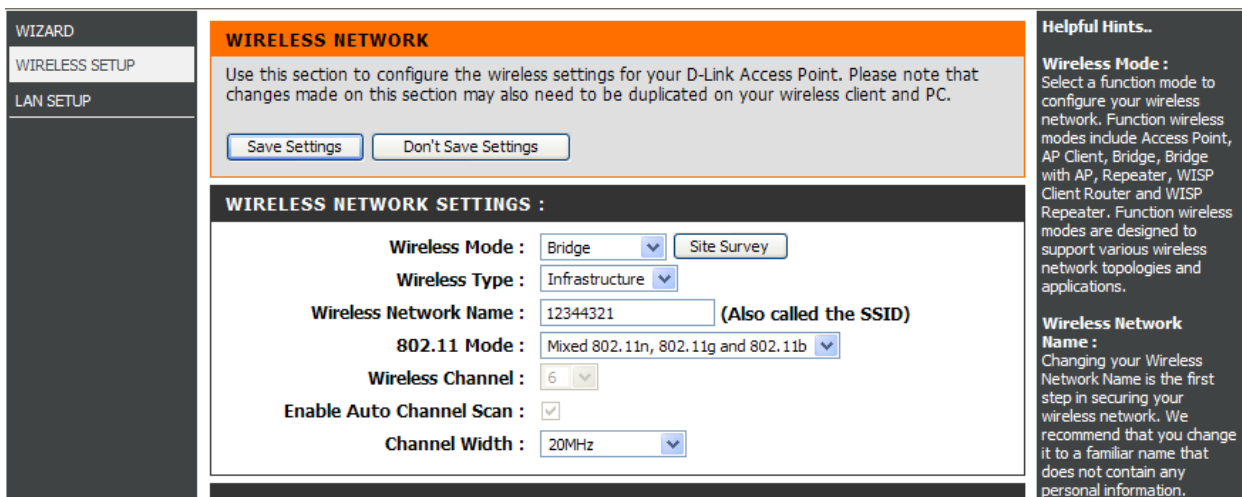 WIZARD
WIRELESS SETUP
LAN SETUP
WIRELESS NETWORK
Use this section to configure the wireless settings for your D-Link Access Point. Please note that
changes made on this section may also need to be duplicated on your wireless client and PC.
Save Settings Don't Save Settings
WIRELESS NETWORK SETTINGS :
Wireless Mode : Bridge Site Survey
Wireless Type : Infrastructure
Wireless Network Name : 12344321 (Also called the SSID)
802.11 Mode : Mixed 802.11n, 802.11g and 802.11b
Wireless Channel : 6
Enable Auto Channel Scan :
Channel Width : 20MHz
Helpful Hints..
Wireless Mode :
Select a function mode to
configure your wireless
network. Function wireless
modes include Access Point,
AP Client, Bridge, Bridge
with AP, Repeater, WISP
Client Router and WISP
Repeater. Function wireless
modes are designed to
support various wireless
network topologies and
applications.
Wireless Network
Name :
Changing your Wireless
Network Name is the first
step in securing your
wireless network. We
recommend that you change
it to a familiar name that
does not contain any
personal information.